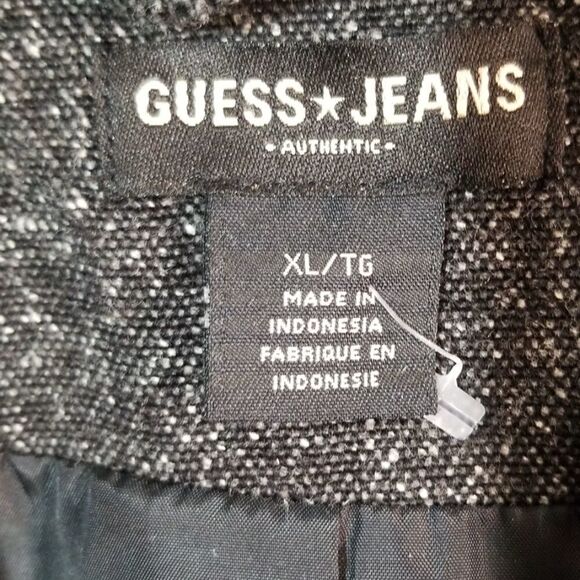 GUESS★JEANS
- AUTHENTIC -
XL/TG
MADE IN
INDONESIA
FABRIQUE EN
INDONESIE